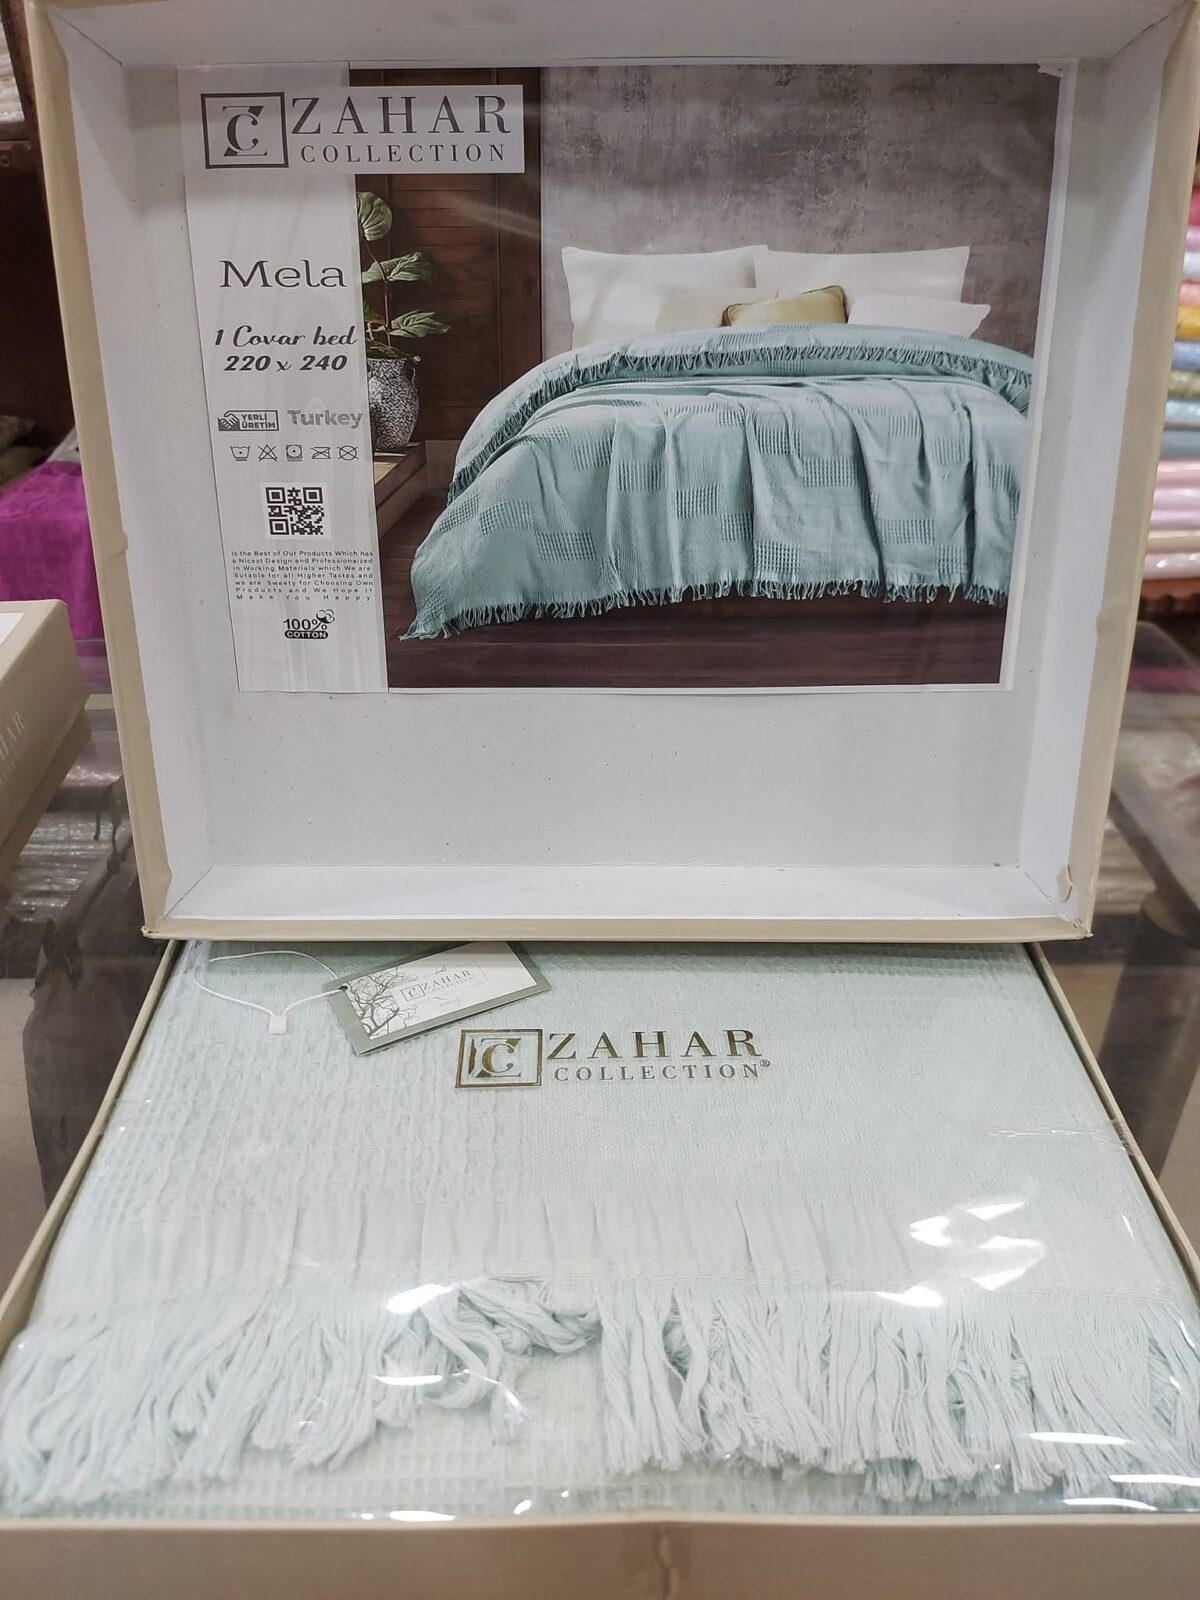 ZAHAR
COLLECTION
Mela
1 Covar bed
220 x 240
YERLİ
ÜRETİM
Turkey
Is the Best of Our Products Which has
a Nicest Design and Professionaized
in Working Materials which We are
Sutable for all Higher Tastes and
we are Sweety for Choosing Own
Products and We Hope it
Make You Happy
100%
COTTON
ZAHAR
COLLECTION
ZAHAR
COLLECTION®